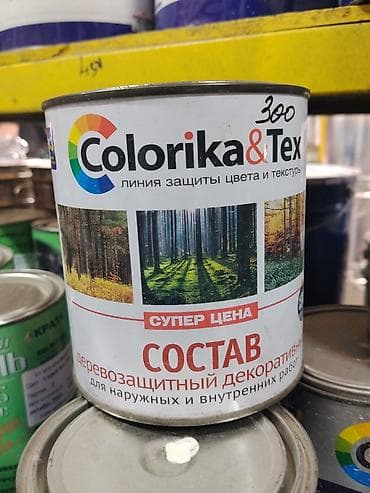 300
Colorika&Tex
линия защиты цвета и текстуры
СУПЕР ЦЕНА
СОСТАВ
деревозащитный декоративный
для наружных и внутренних работ